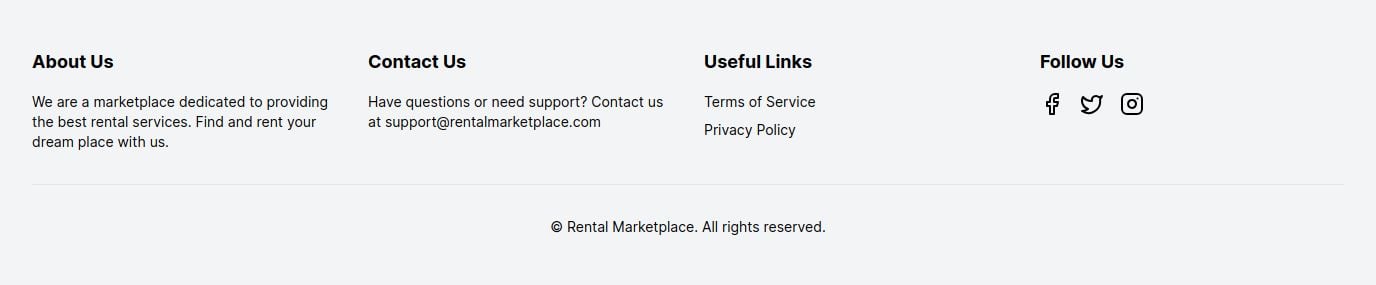 About Us
We are a marketplace dedicated to providing
the best rental services. Find and rent your
dream place with us.
Contact Us
Have questions or need support? Contact us
at support@rentalmarketplace.com
Useful Links
Terms of Service
Privacy Policy
Follow Us
© Rental Marketplace. All rights reserved.